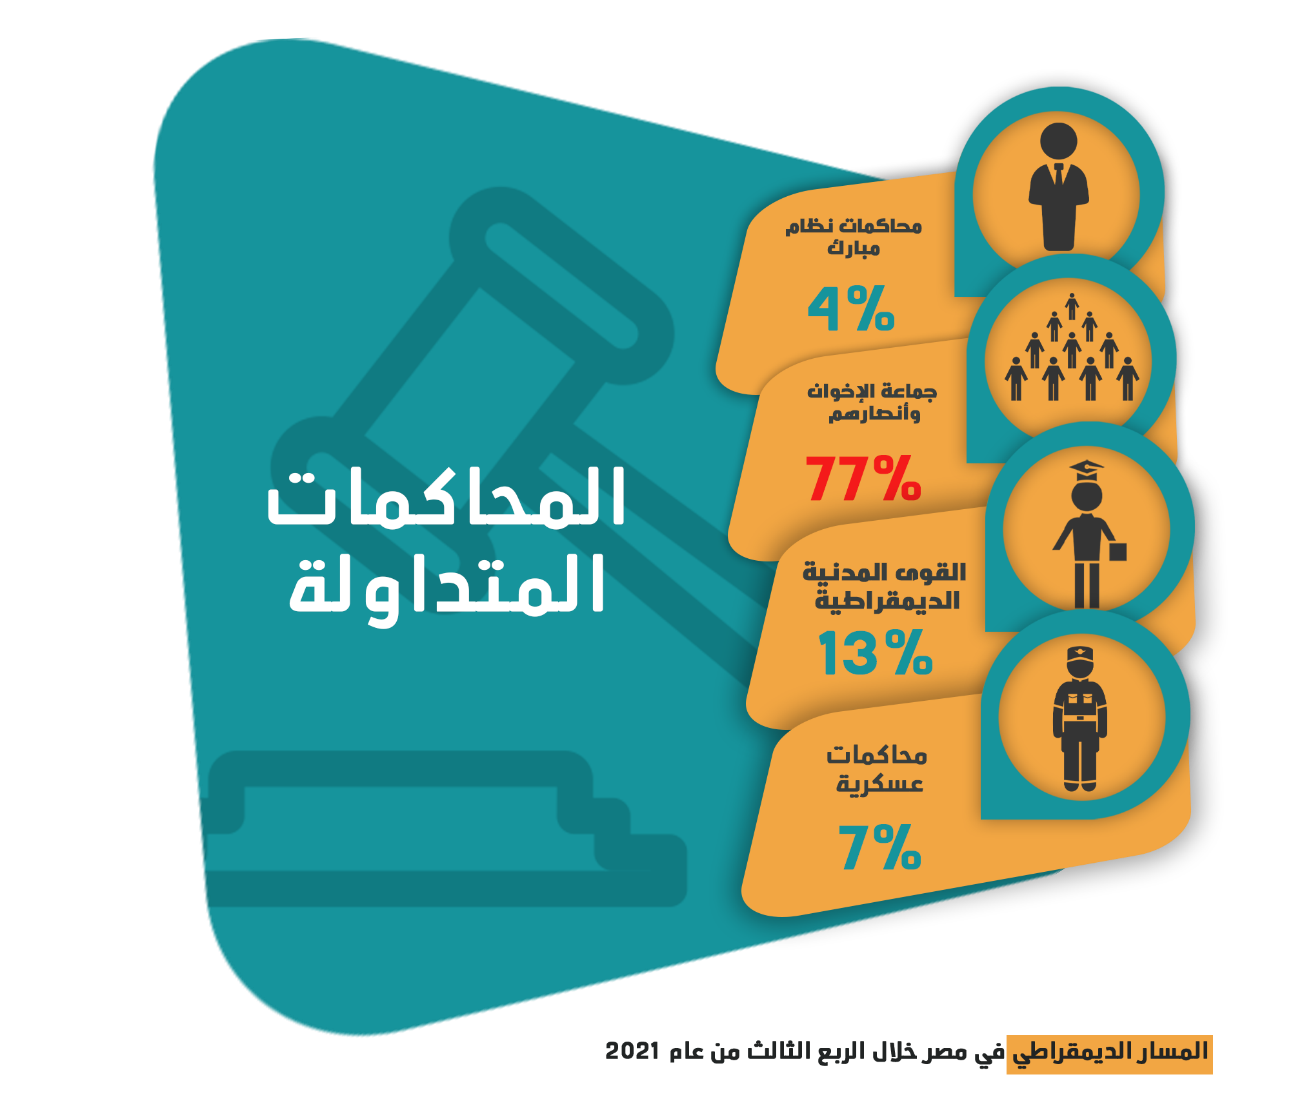 المحاكمات
المتداولة
محاكمات نظام
مبارك
4%
جماعة الإخوان
وأنصارهم
77%
القوى المدنية
الديمقراطية
13%
محاكمات
عسكرية
7%
المسار الديمقراطي في مصر خلال الربع الثالث من عام 2021